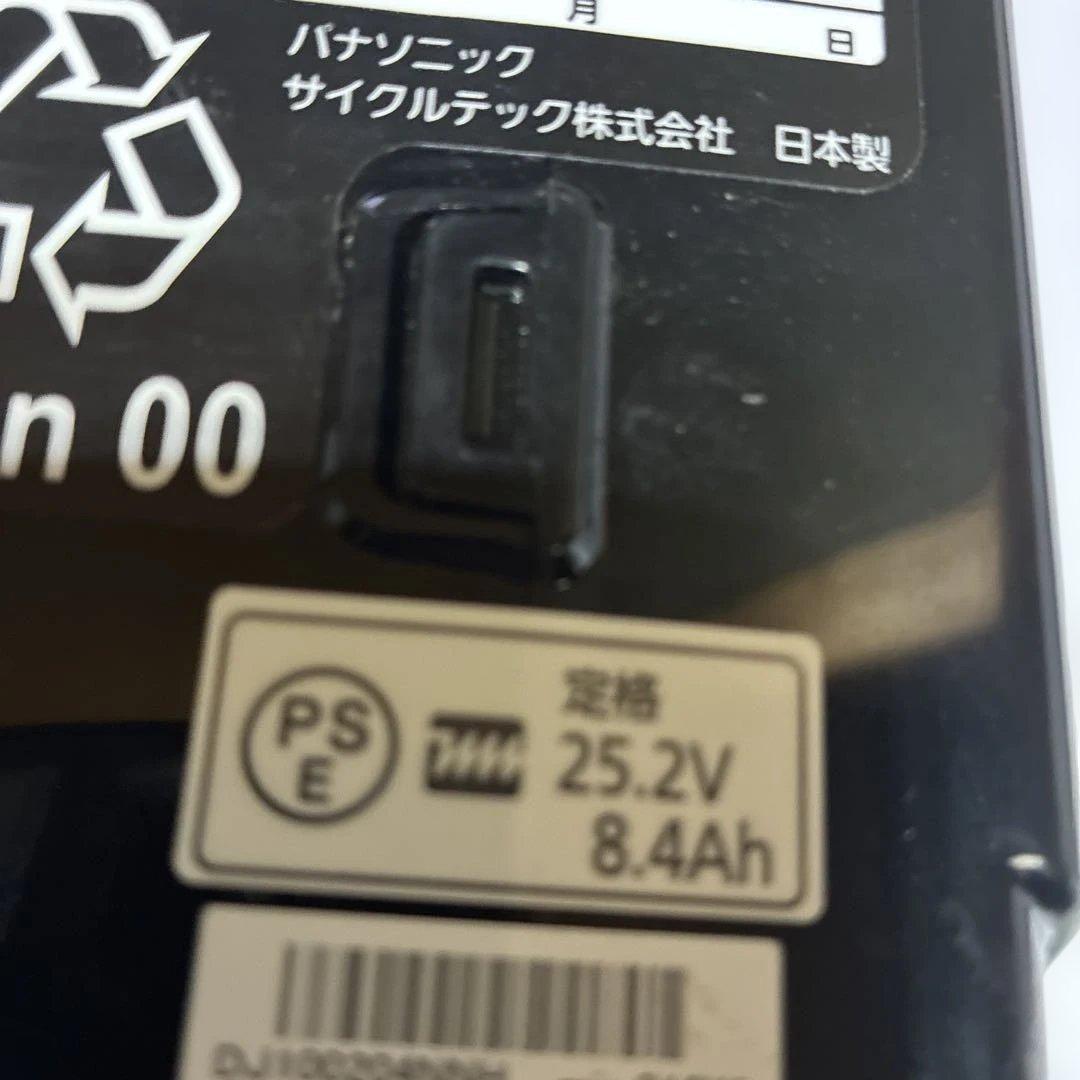 月
日
パナソニック
サイクルテック株式会社 日本製
n 00
PS
E
定格
25.2V
8.4Ah